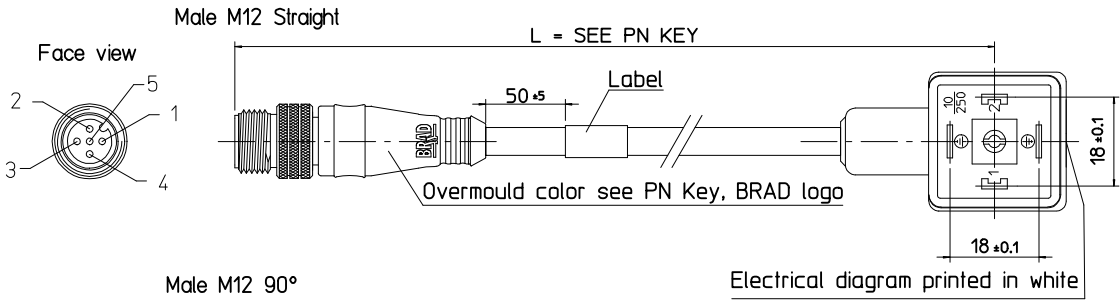 Male M12 Straight
L = SEE PN KEY
Face view
Label
5
2
1
50 ±5
10
250
2
BRAD
18 ±0.1
3
4
1
Overmould color see PN Key, BRAD logo
18 ±0.1
Male M12 90°
Electrical diagram printed in white